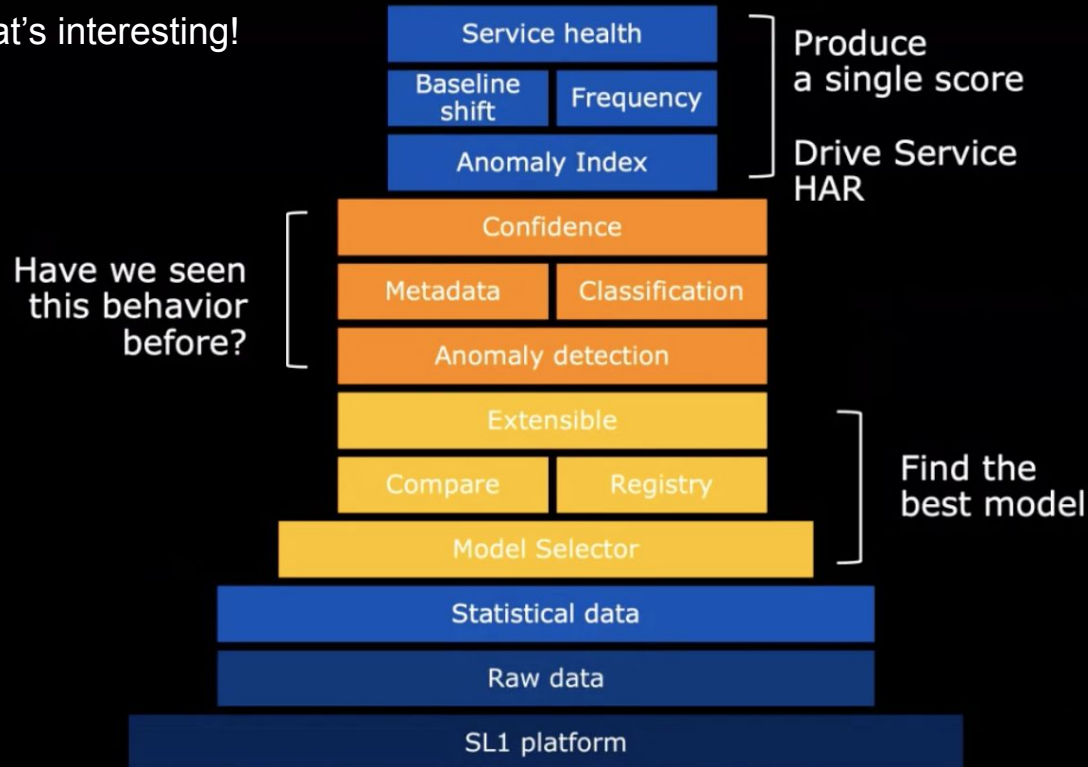 at's interesting!
Service health
Baseline
shift
Frequency
Anomaly Index
Produce
a single score
Drive Service
HAR
Confidence
Metadata
Classification
Anomaly detection
Have we seen
this behavior
before?
Extensible
Compare
Registry
Model Selector
Find the
best model
Statistical data
Raw data
SL1 platform